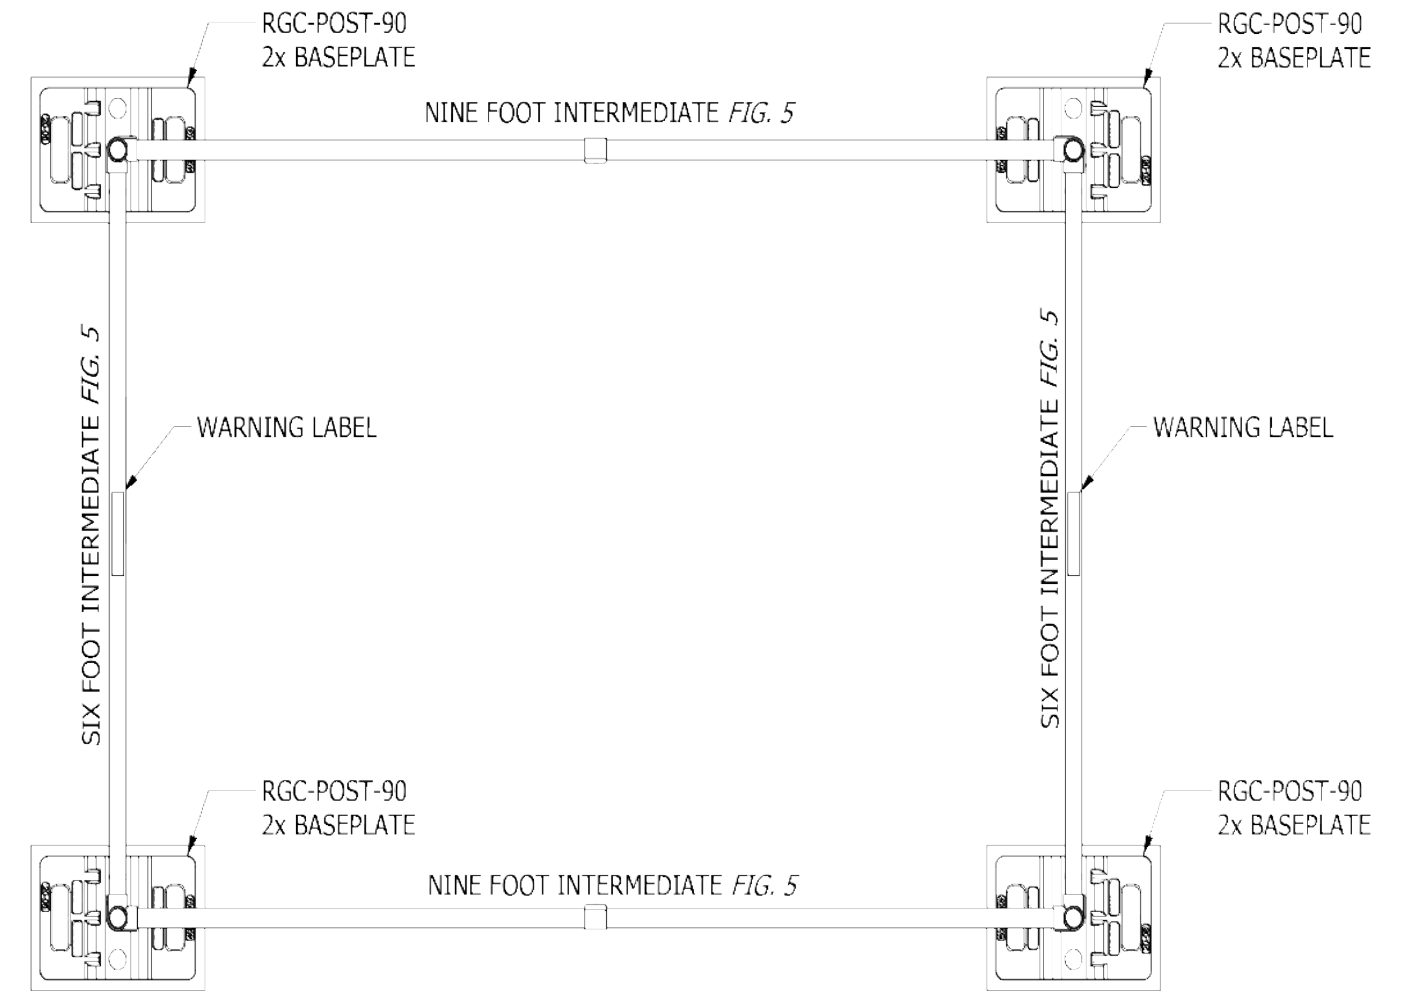 RGC-POST-90
2x BASEPLATE
RGC-POST-90
2x BASEPLATE
NINE FOOT INTERMEDIATE FIG. 5
SIX FOOT INTERMEDIATE FIG. 5
WARNING LABEL
SIX FOOT INTERMEDIATE FIG. 5
WARNING LABEL
RGC-POST-90
2x BASEPLATE
RGC-POST-90
2x BASEPLATE
NINE FOOT INTERMEDIATE FIG. 5